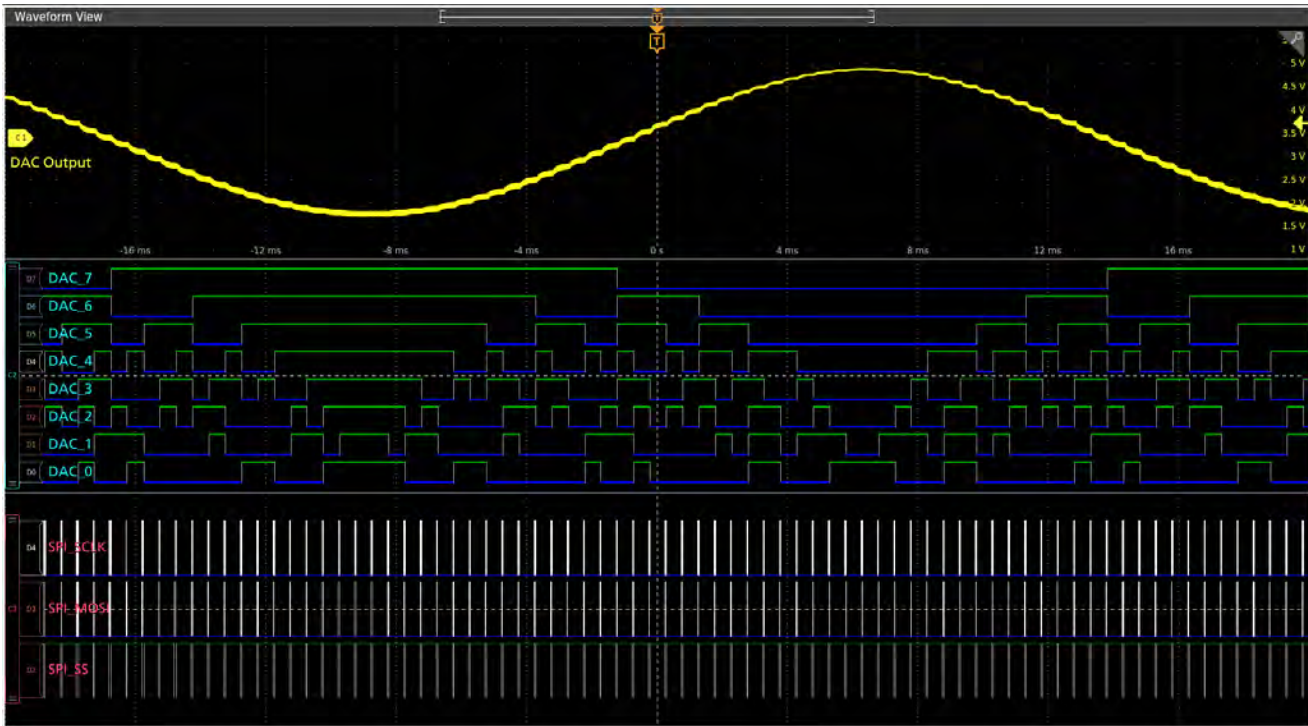 Waveform View
T
T
5 V
4.5 V
C1
4 V
3.5 V
DAC Output
3 V
2.5 V
2 V
1.5 V
-16 ms -12 ms -8 ms -4 ms 0 s 4 ms 8 ms 12 ms 16 ms 1 V
D7 DAC_7
D6 DAC_6
D5 DAC_5
D4 DAC_4
C2
D3 DAC_3
D2 DAC_2
D1 DAC_1
D0 DAC_0
D4 SPI_SCLK
C3 D3 SPI_MOSI
D2 SPI_SS